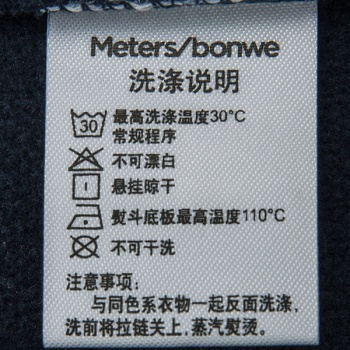 Meters/bonwe
洗涤说明
30
最高洗涤温度30°C
常规程序
不可漂白
悬挂晾干
熨斗底板最高温度110°C
不可干洗
注意事项:
与同色系衣物一起反面洗涤,
洗前将拉链关上,蒸汽熨烫。